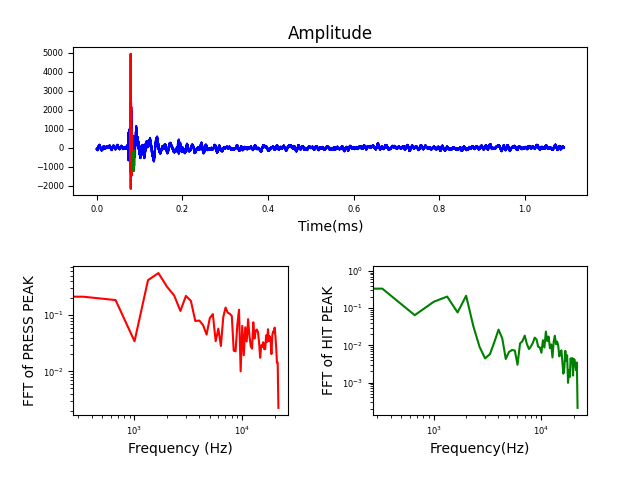 Amplitude
5000
4000
3000
2000
1000
0
−1000
−2000
0.0 0.2 0.4 0.6 0.8 1.0
Time(ms)
FFT of PRESS PEAK
10⁻¹
10⁻²
10³ 10⁴
Frequency (Hz)
FFT of HIT PEAK
10⁰
10⁻¹
10⁻²
10⁻³
10³ 10⁴
Frequency(Hz)